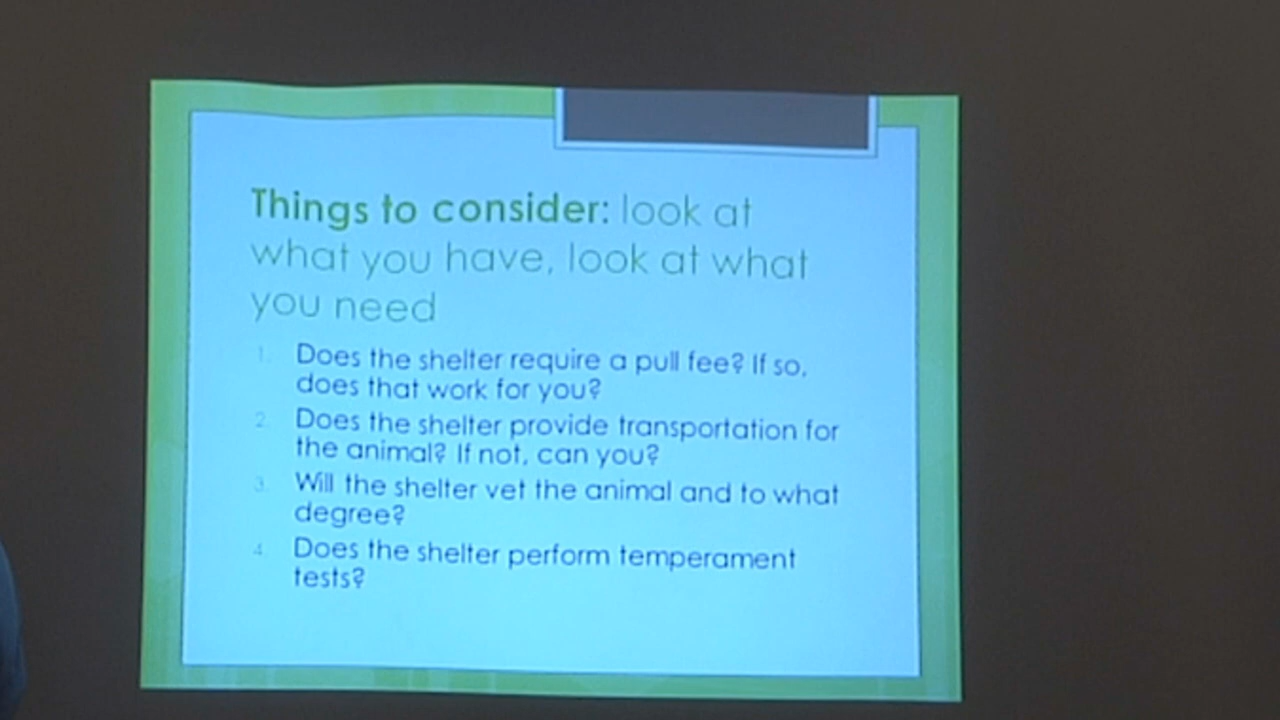 Things to consider: look at
what you have, look at what
you need
1. Does the shelter require a pull fee? If so,
does that work for you?
2. Does the shelter provide transportation for
the animal? If not, can you?
3. Will the shelter vet the animal and to what
degree?
4. Does the shelter perform temperament
tests?